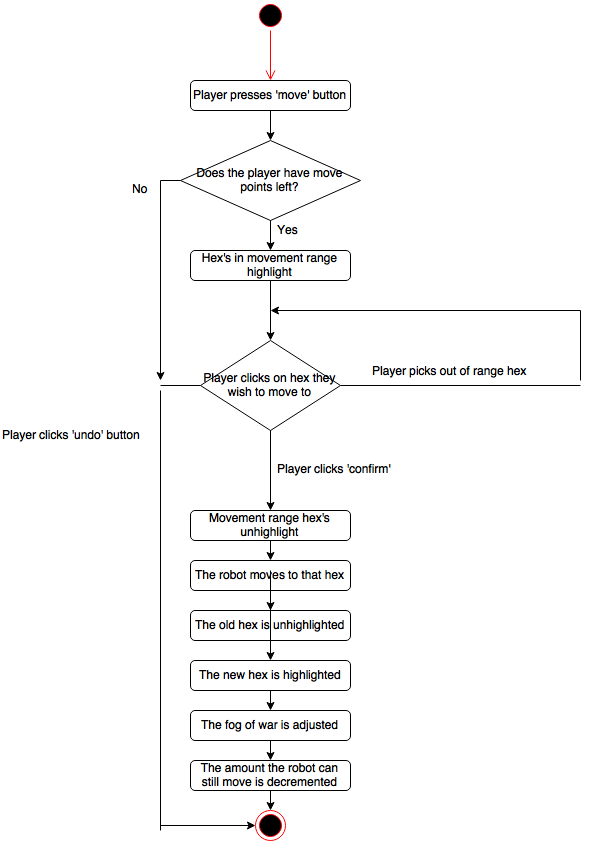 Player presses 'move' button
Does the player have move
points left?
No
Yes
Hex's in movement range
highlight
Player clicks on hex they
wish to move to
Player picks out of range hex
Player clicks 'undo' button
Player clicks 'confirm'
Movement range hex's
unhighlight
The robot moves to that hex
The old hex is unhighlighted
The new hex is highlighted
The fog of war is adjusted
The amount the robot can
still move is decremented